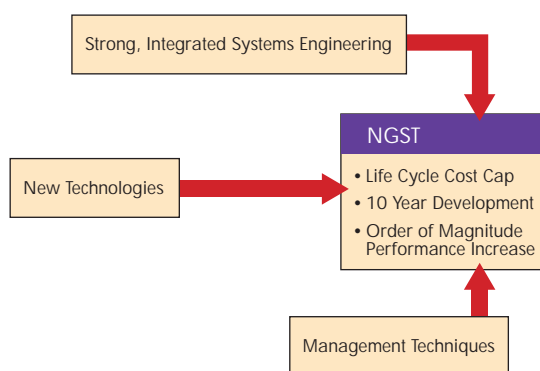 Strong, Integrated Systems Engineering
NGST
New Technologies
• Life Cycle Cost Cap
• 10 Year Development
• Order of Magnitude
Performance Increase
Management Techniques